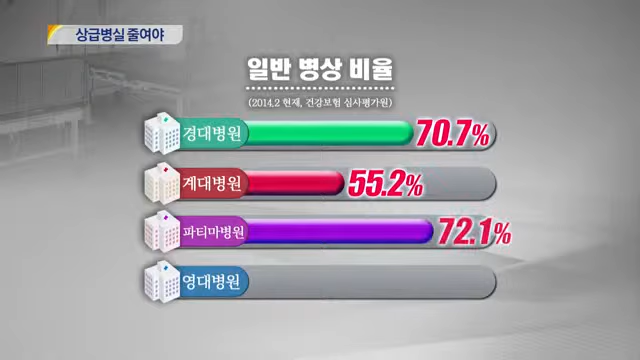 상급병실 줄여야
일반 병상 비율
(2014.2 현재, 건강보험 심사평가원)
경대병원 70.7%
계대병원 55.2%
파티마병원 72.1%
영대병원